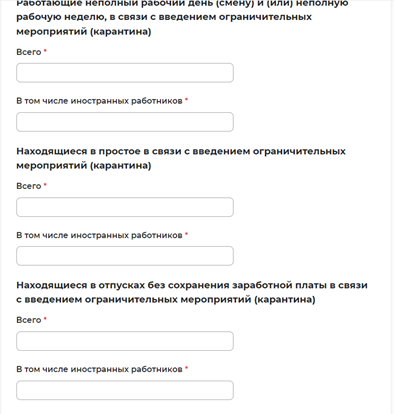 Работающие неполный рабочий день (смену) и (или) неполную
рабочую неделю, в связи с введением ограничительных
мероприятий (карантина)
Всего *
В том числе иностранных работников *
Находящиеся в простое в связи с введением ограничительных
мероприятий (карантина)
Всего *
В том числе иностранных работников *
Находящиеся в отпусках без сохранения заработной платы в связи
с введением ограничительных мероприятий (карантина)
Всего *
В том числе иностранных работников *